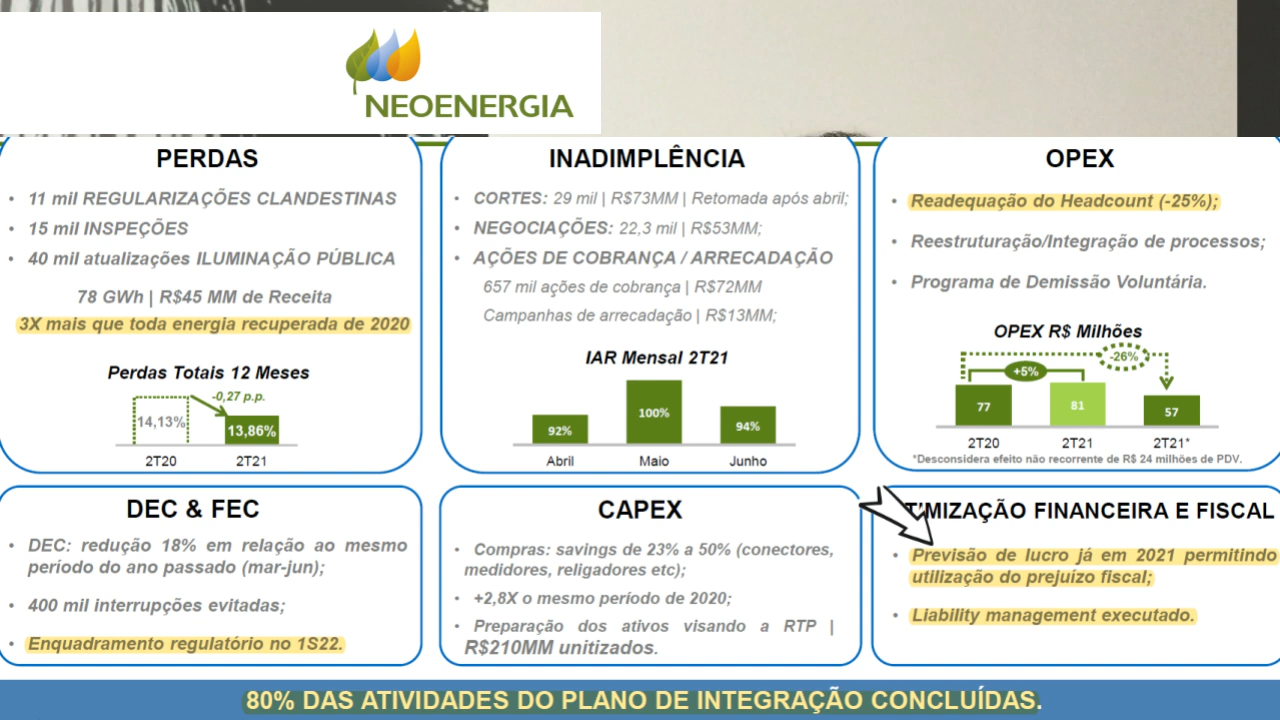 NEOENERGIA
PERDAS
• 11 mil REGULARIZAÇÕES CLANDESTINAS
• 15 mil INSPEÇÕES
• 40 mil atualizações ILUMINAÇÃO PÚBLICA
78 GWh | R$45 MM de Receita
3X mais que toda energia recuperada de 2020
Perdas Totais 12 Meses
-0,27 p.p.
14,13%
13,86%
2T20 2T21
INADIMPLÊNCIA
• CORTES: 29 mil | R$73MM | Retomada após abril;
• NEGOCIAÇÕES: 22,3 mil | R$53MM;
• AÇÕES DE COBRANÇA / ARRECADAÇÃO
657 mil ações de cobrança | R$72MM
Campanhas de arrecadação | R$13MM;
IAR Mensal 2T21
92% 100% 94%
Abril Maio Junho
OPEX
• Readequação do Headcount (-25%);
• Reestruturação/Integração de processos;
• Programa de Demissão Voluntária.
OPEX R$ Milhões
-26%
+5%
77 81 57
2T20 2T21 2T21*
*Desconsidera efeito não recorrente de R$ 24 milhões de PDV.
DEC & FEC
• DEC: redução 18% em relação ao mesmo
período do ano passado (mar-jun);
• 400 mil interrupções evitadas;
• Enquadramento regulatório no 1S22.
CAPEX
• Compras: savings de 23% a 50% (conectores,
medidores, religadores etc);
• +2,8X o mesmo período de 2020;
• Preparação dos ativos visando a RTP |
R$210MM unitizados.
TIMIZAÇÃO FINANCEIRA E FISCAL
• Previsão de lucro já em 2021 permitindo
utilização do prejuízo fiscal;
• Liability management executado.
80% DAS ATIVIDADES DO PLANO DE INTEGRAÇÃO CONCLUÍDAS.